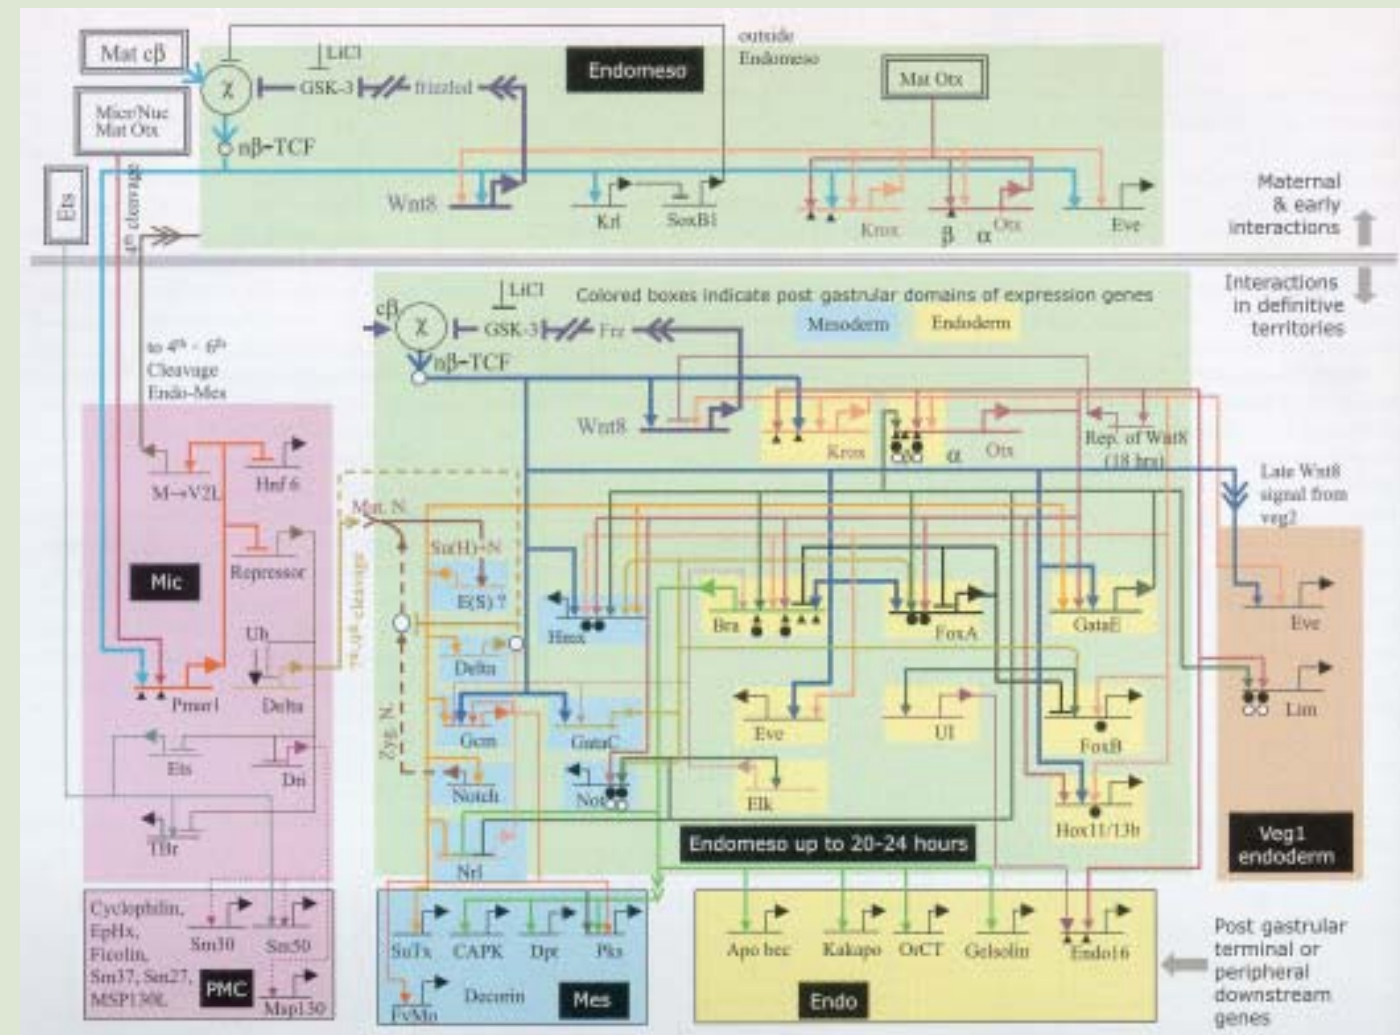 Mat cβ
LiCl
χ
GSK-3
frizzled
Endomeso
outside
Endomeso
Mat Otx
Micr/Nuc
Mat Otx
nβ-TCF
Ets
4th cleavage
Wnt8
Krl
SoxB1
Krox
β
α
Otx
Eve
Maternal
& early
interactions
Interactions
in definitive
territories
cβ
χ
LiCl
GSK-3
Frz
Colored boxes indicate post gastrular domains of expression genes
Mesoderm
Endoderm
nβ-TCF
to 4th - 6th
Cleavage
Endo-Mes
Wnt8
Krox
α
Otx
Rep. of Wnt8
(18 hrs)
M→V2L
Hnf 6
Late Wnt8
signal from
veg2
Mat. N.
Su(H)+N
E(S) ?
Repressor
Mic
Hmx
Bra
FoxA
GataE
Eve
Ub
Delta
Delta
Pmar1
Lim
Gcm
GataC
Eve
UI
FoxB
Zyg. N.
Ets
Dri
Notch
Not
Elk
Hox11/13b
TBr
Nrl
Endomeso up to 20-24 hours
Veg1
endoderm
Cyclophilin,
EpHx,
Ficolin,
Sm37, Sm27,
MSP130L
Sm30
Sm50
PMC
Msp130
SuTx
CAPK
Dpt
Pks
Decorin
FvMo
Mes
Apo bec
Kakapo
OrCT
Gelsolin
Endo16
Endo
Post gastrular
terminal or
peripheral
downstream
genes